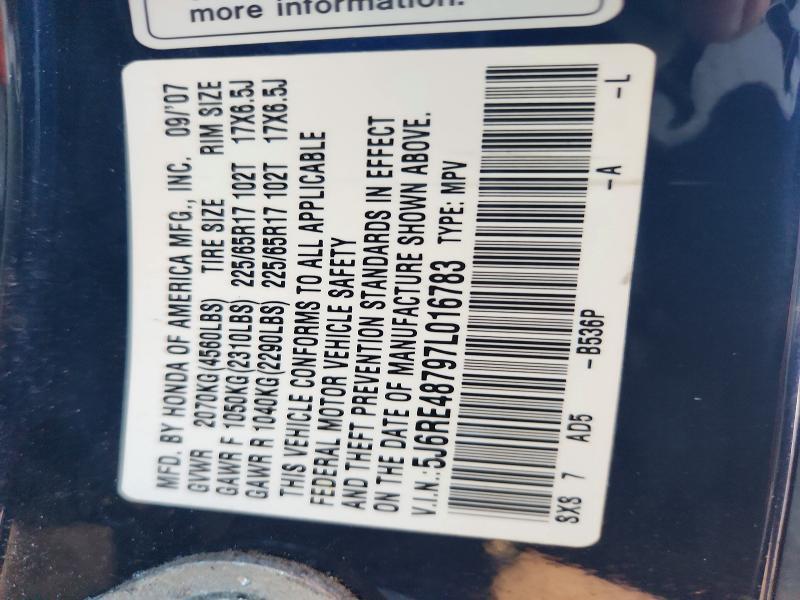 more information.
MFD. BY HONDA OF AMERICA MFG., INC. 09/'07
GVWR 2070KG(4560LBS) TIRE SIZE RIM SIZE
GAWR F 1050KG(2310LBS) 225/65R17 102T 17X6.5J
GAWR R 1040KG(2290LBS) 225/65R17 102T 17X6.5J
THIS VEHICLE CONFORMS TO ALL APPLICABLE
FEDERAL MOTOR VEHICLE SAFETY
AND THEFT PREVENTION STANDARDS IN EFFECT
ON THE DATE OF MANUFACTURE SHOWN ABOVE.
V.I.N.:5J6RE48797L016783 TYPE: MPV
SXS 7 AD5 -B536P -A -L